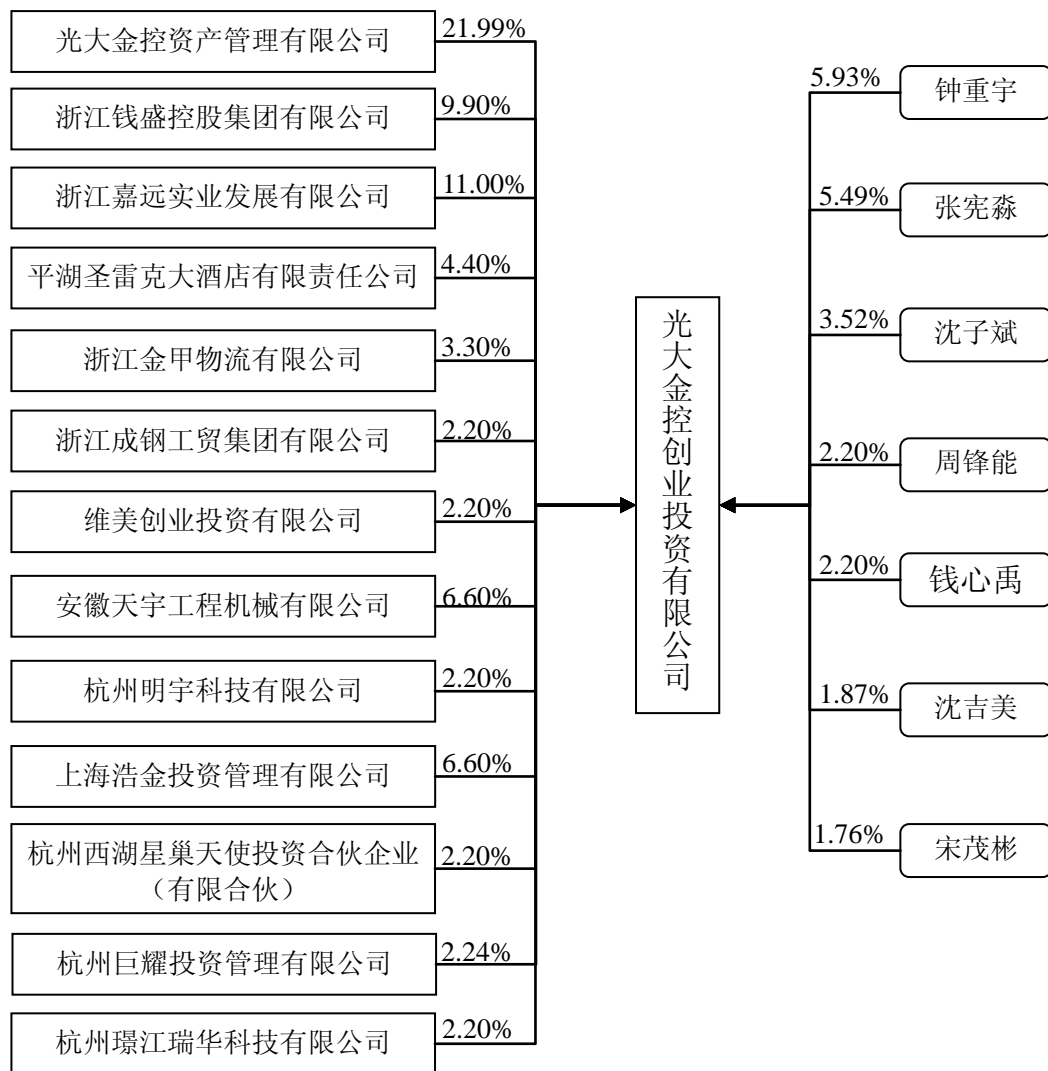 光大金控资产管理有限公司
21.99%
浙江钱盛控股集团有限公司
9.90%
浙江嘉远实业发展有限公司
11.00%
平湖圣雷克大酒店有限责任公司
4.40%
浙江金甲物流有限公司
3.30%
浙江成钢工贸集团有限公司
2.20%
维美创业投资有限公司
2.20%
安徽天宇工程机械有限公司
6.60%
杭州明宇科技有限公司
2.20%
上海浩金投资管理有限公司
6.60%
杭州西湖星巢天使投资合伙企业
（有限合伙）
2.20%
杭州巨耀投资管理有限公司
2.24%
杭州璟江瑞华科技有限公司
2.20%
光大金控创业投资有限公司
5.93%
钟重宇
5.49%
张宪淼
3.52%
沈子斌
2.20%
周锋能
2.20%
钱心禹
1.87%
沈吉美
1.76%
宋茂彬